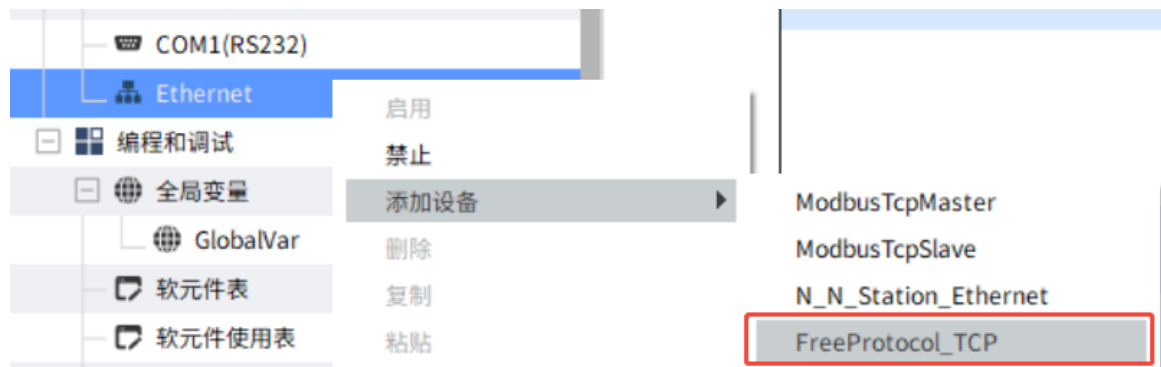 COM1(RS232)
Ethernet
编程和调试
全局变量
GlobalVar
软元件表
软元件使用表
启用
禁止
添加设备
删除
复制
粘贴
ModbusTcpMaster
ModbusTcpSlave
N_N_Station_Ethernet
FreeProtocol_TCP